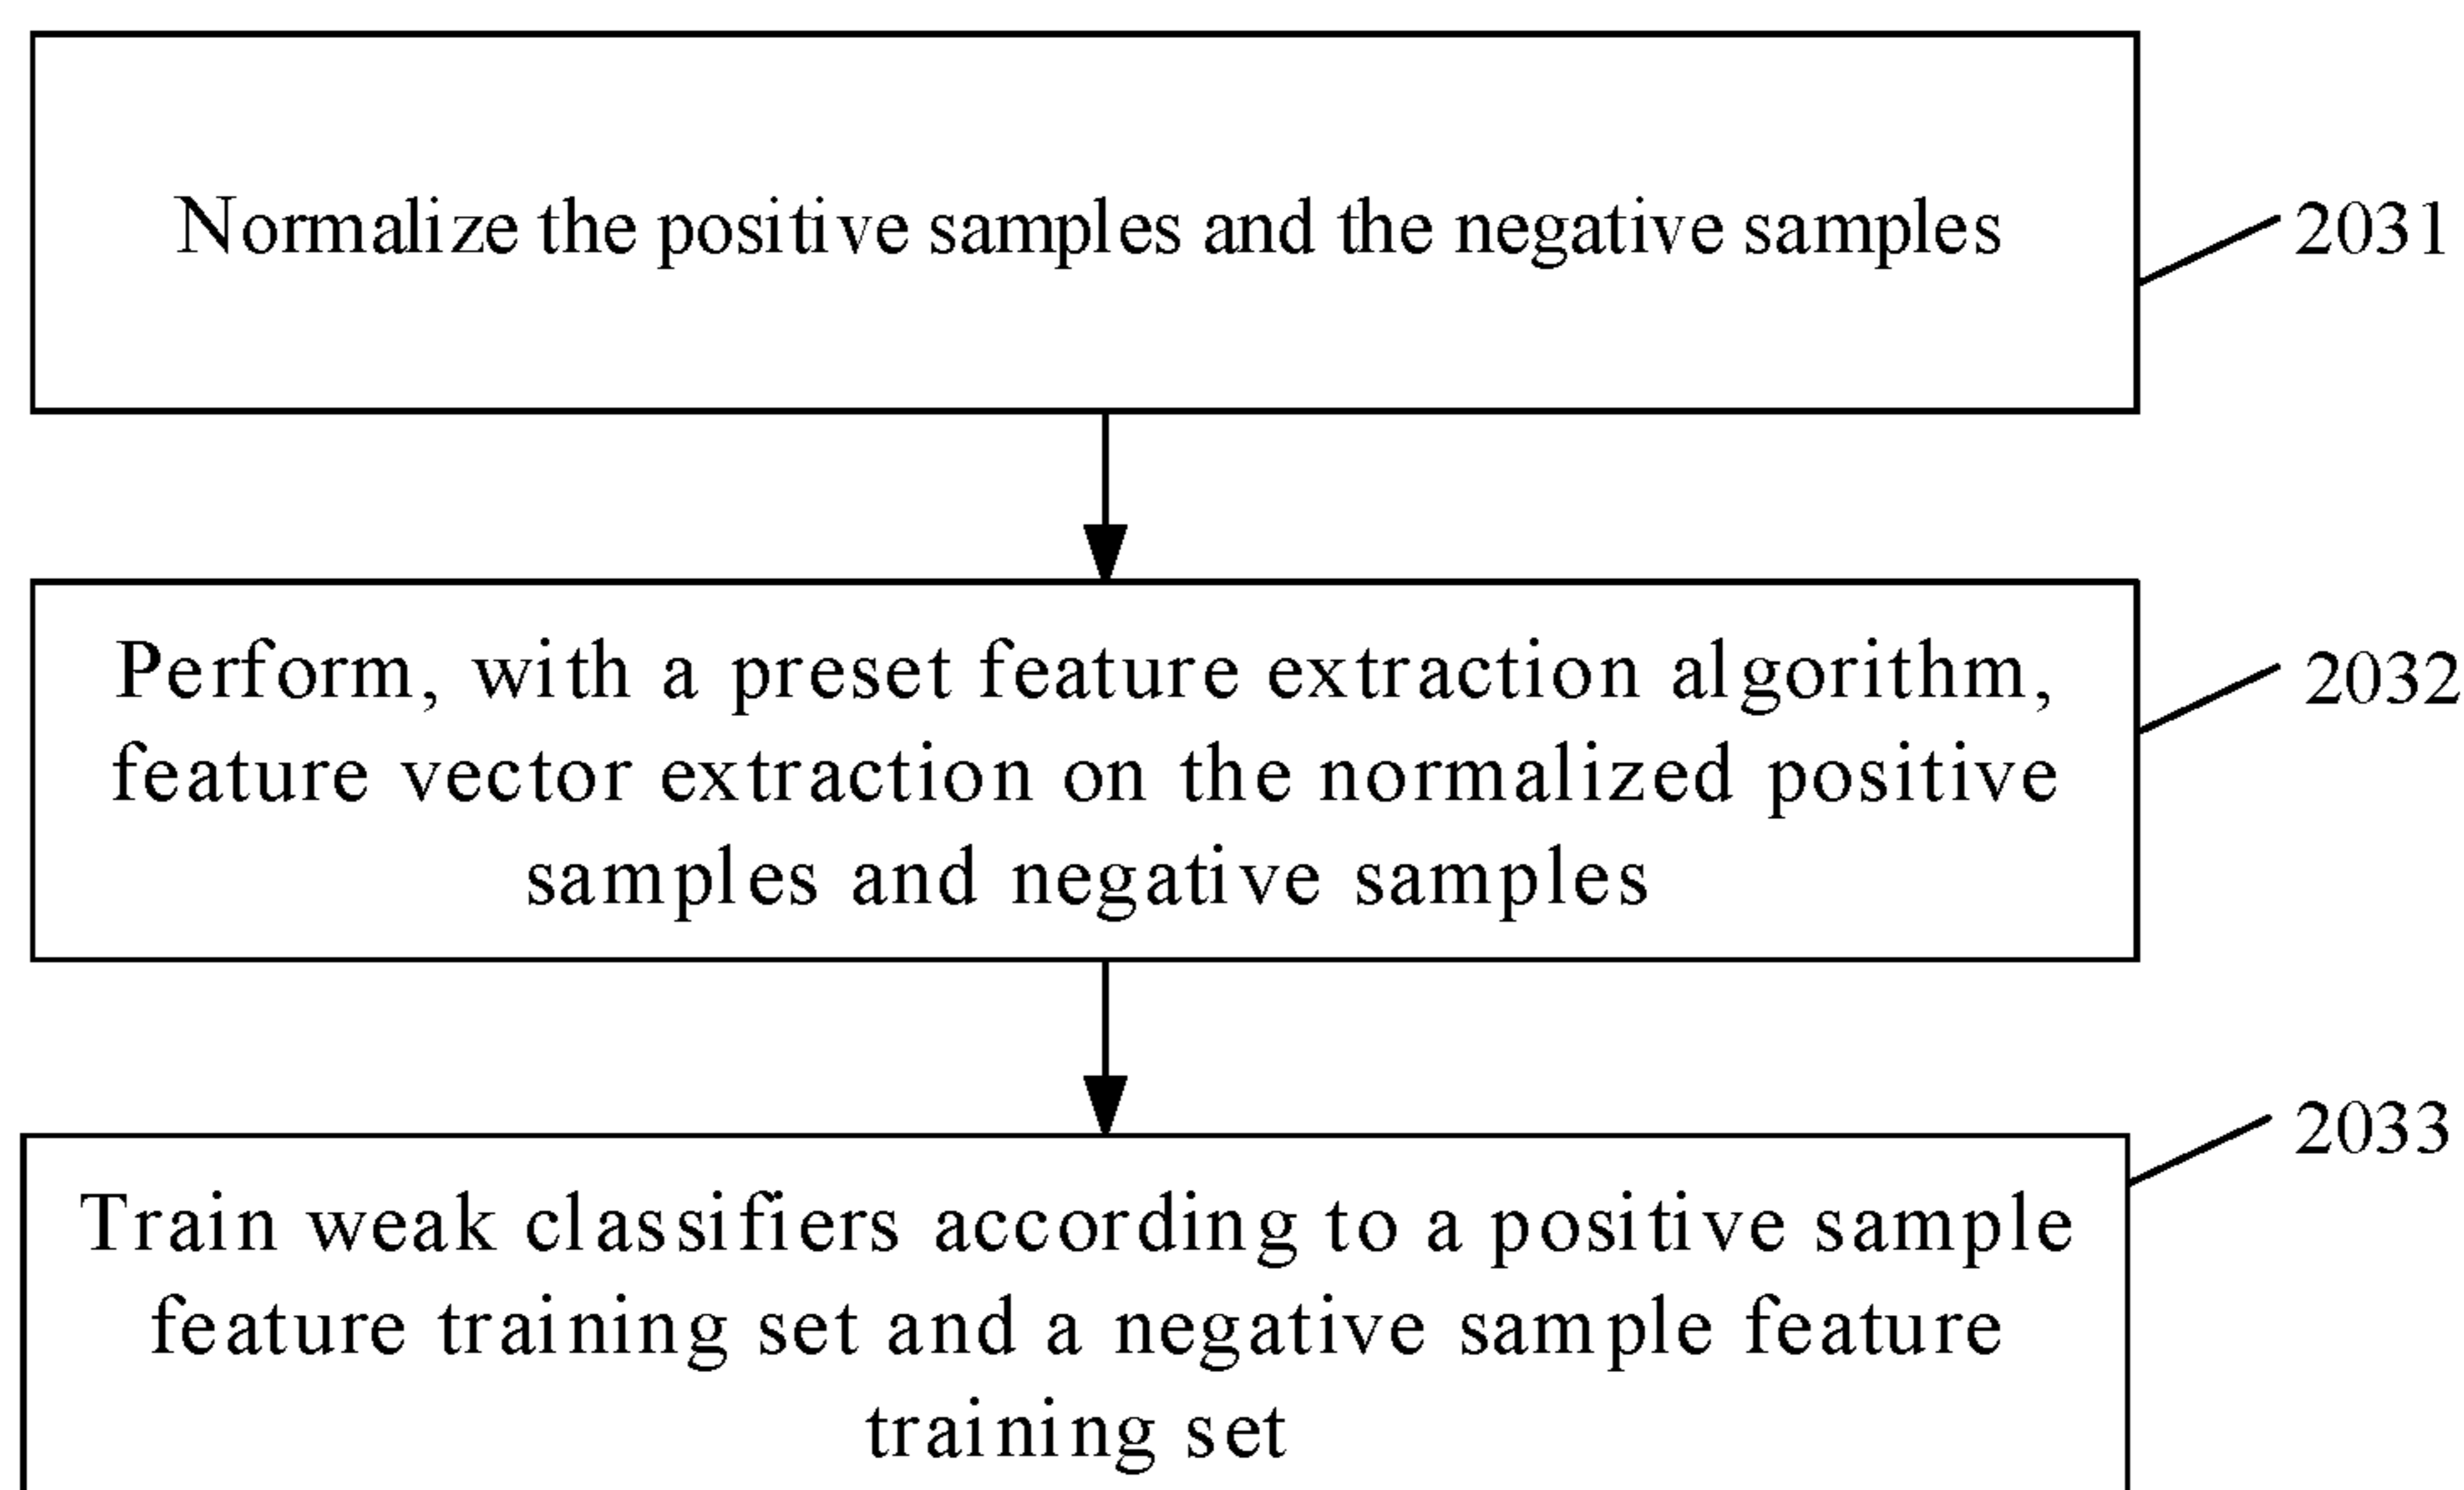 Normalize the positive samples and the negative samples
2031
Perform, with a preset feature extraction algorithm,
feature vector extraction on the normalized positive
samples and negative samples
2032
Train weak classifiers according to a positive sample
feature training set and a negative sample feature
training set
2033